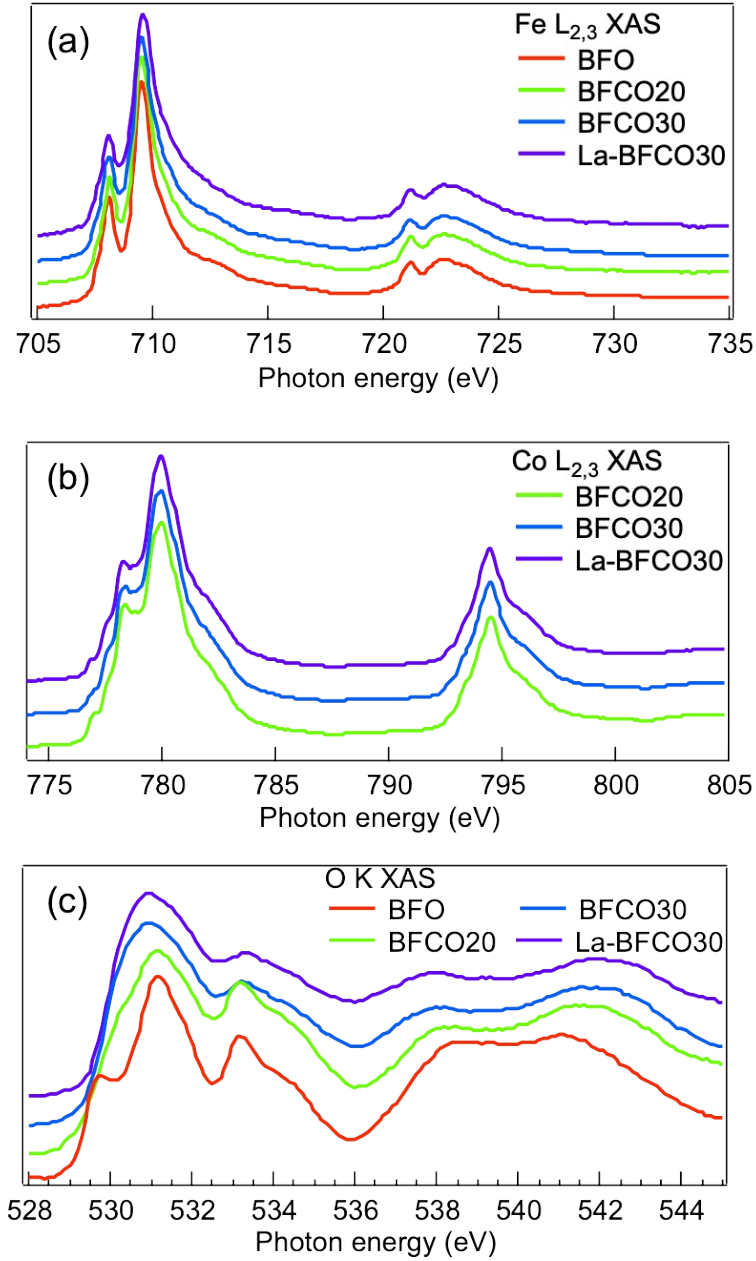 (a)
Fe L2,3 XAS
BFO
BFCO20
BFCO30
La-BFCO30
705 710 715 720 725 730 735
Photon energy (eV)
(b)
Co L2,3 XAS
BFCO20
BFCO30
La-BFCO30
775 780 785 790 795 800 805
Photon energy (eV)
(c)
O K XAS
BFO BFCO30
BFCO20 La-BFCO30
528 530 532 534 536 538 540 542 544
Photon energy (eV)